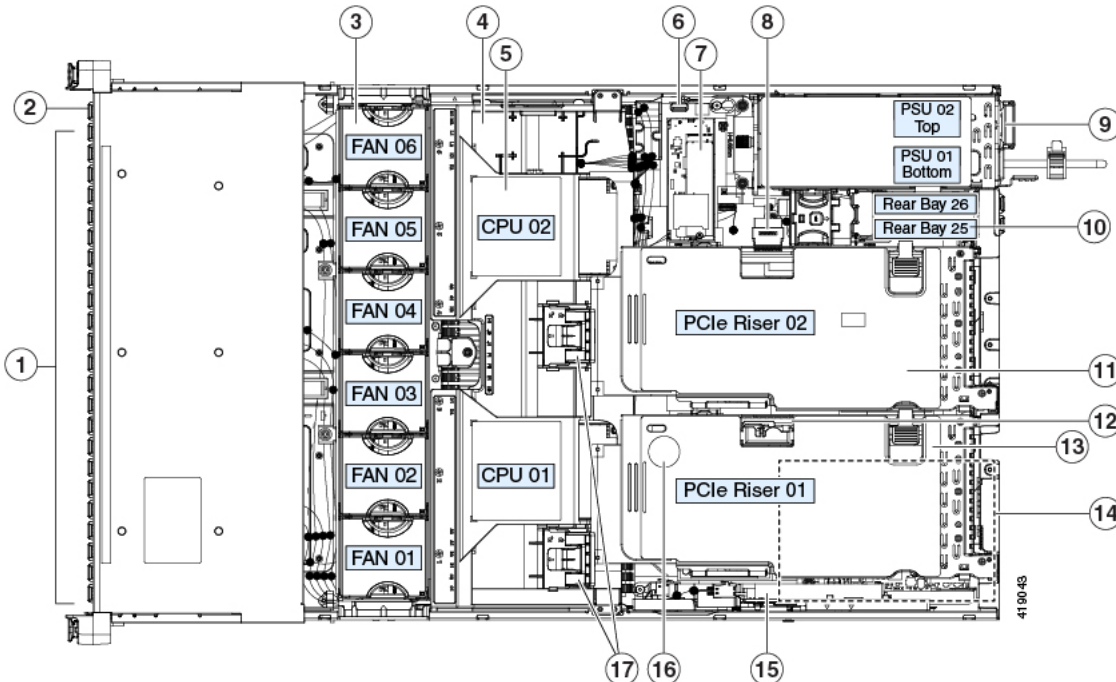 3
4
5
6
7
8
2
PSU 02
Top
9
FAN 06
PSU 01
Bottom
Rear Bay 26
FAN 05
CPU 02
Rear Bay 25
10
FAN 04
PCIe Riser 02
1
11
FAN 03
12
13
FAN 02
CPU 01
PCIe Riser 01
14
FAN 01
419043
17
16
15